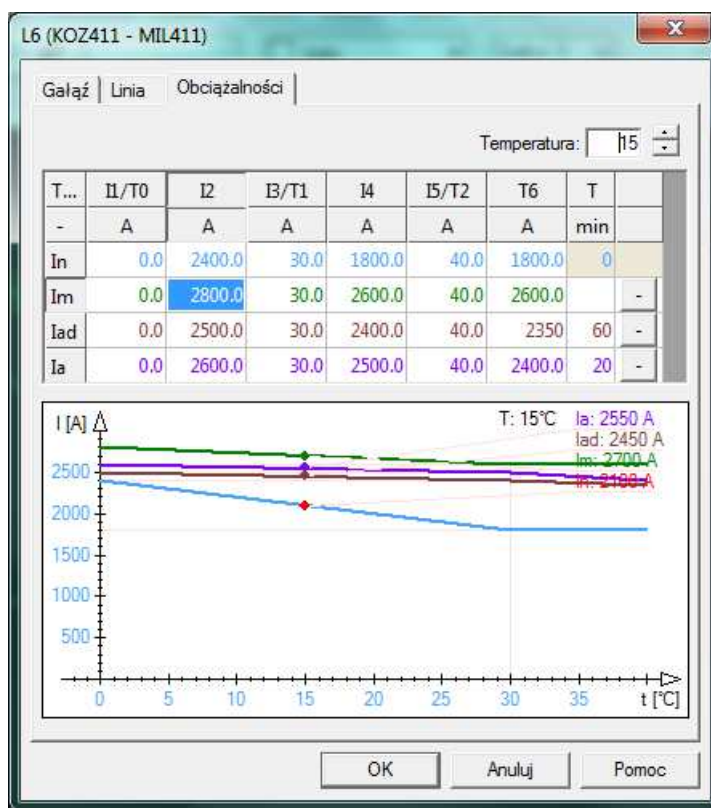 L6 (KOZ411 - MIL411)
x
Gałąź Linia Obciążalności
Temperatura: 15
T... I1/T0 I2 I3/T1 I4 I5/T2 T6 T
- A A A A A A min
In 0.0 2400.0 30.0 1800.0 40.0 1800.0 0
Im 0.0 2800.0 30.0 2600.0 40.0 2600.0 -
Iad 0.0 2500.0 30.0 2400.0 40.0 2350 60 -
Ia 0.0 2600.0 30.0 2500.0 40.0 2400.0 20 -
I [A] T: 15°C Ia: 2550 A
Iad: 2450 A
Im: 2700 A
In: 2100 A
2500
2000
1500
1000
500
0 5 10 15 20 25 30 35 t [°C]
OK Anuluj Pomoc